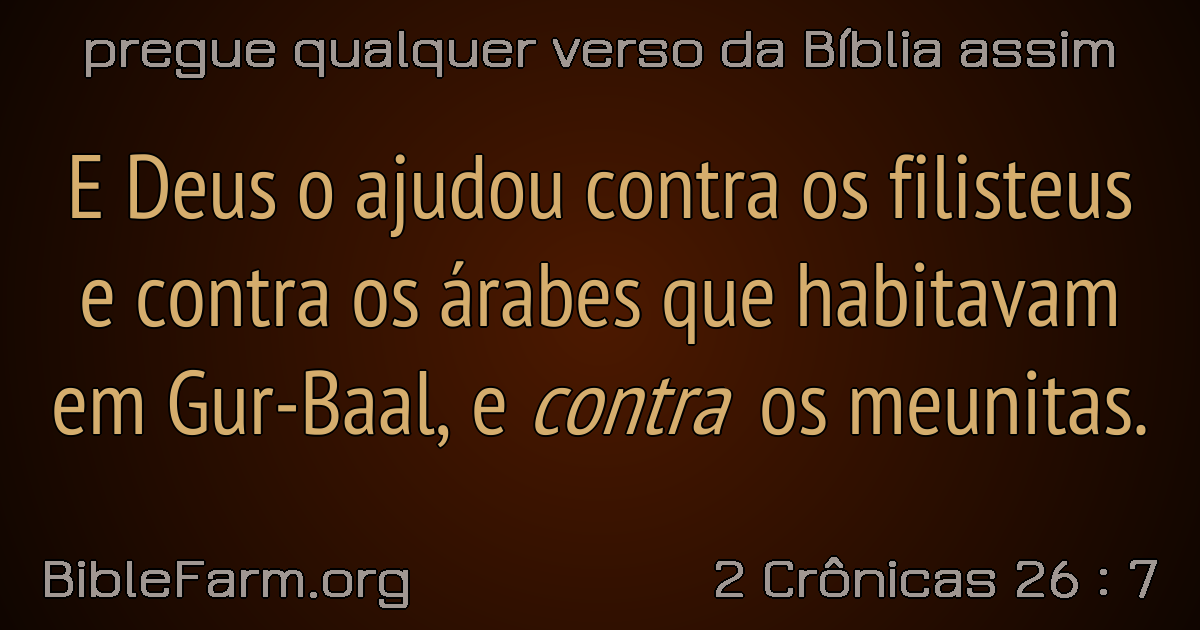 pregue qualquer verso da Bíblia assim
E Deus o ajudou contra os filisteus
e contra os árabes que habitavam
em Gur-Baal, e contra os meunitas.
BibleFarm.org
2 Crônicas 26 : 7